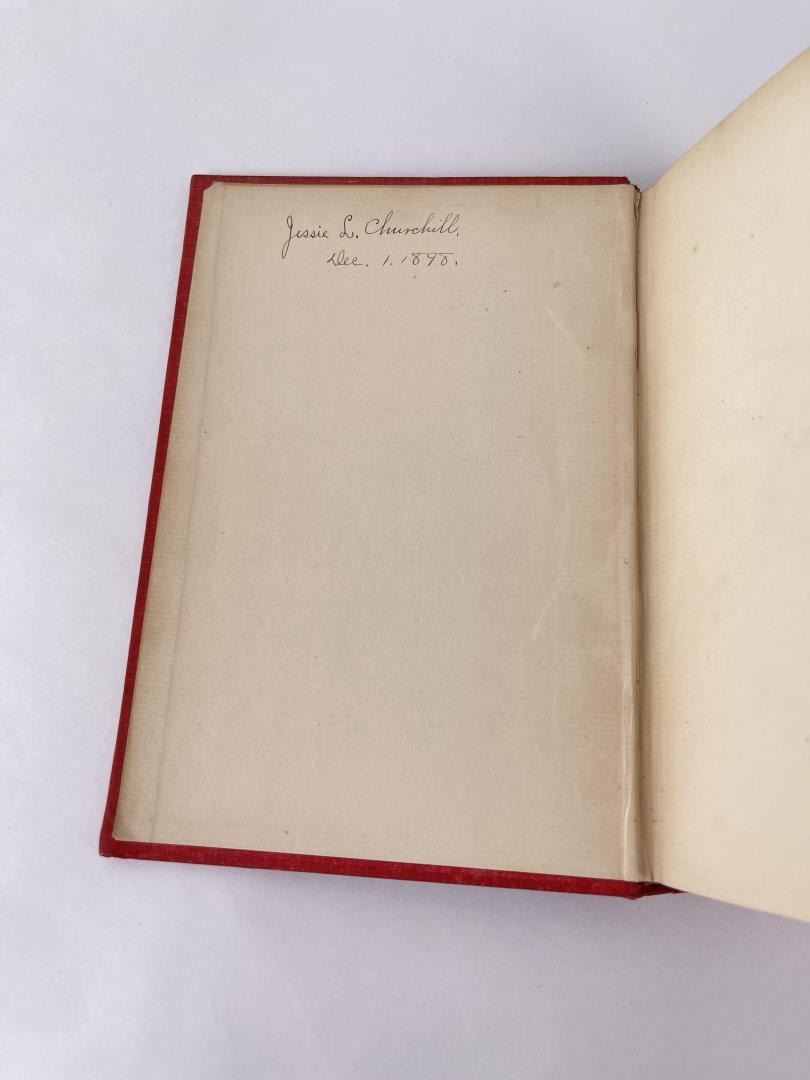 Jessie L. Churchill.
Dec. 1. 1898.